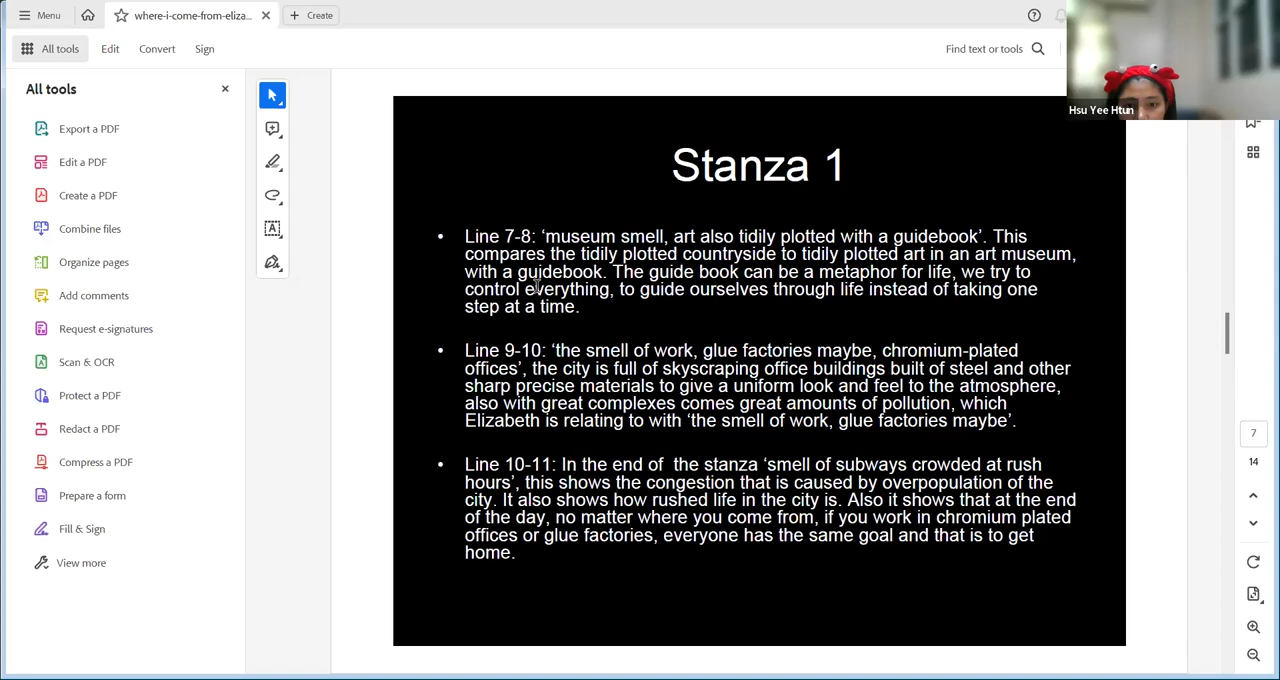 Menu
where-i-come-from-eliza...
Create
All tools
Edit
Convert
Sign
Find text or tools
Hsu Yee Htun
All tools
Export a PDF
Edit a PDF
Create a PDF
Combine files
Organize pages
Add comments
Request e-signatures
Scan & OCR
Protect a PDF
Redact a PDF
Compress a PDF
Prepare a form
Fill & Sign
View more
Stanza 1
• Line 7-8: ‘museum smell, art also tidily plotted with a guidebook’. This
compares the tidily plotted countryside to tidily plotted art in an art museum,
with a guidebook. The guide book can be a metaphor for life, we try to
control everything, to guide ourselves through life instead of taking one
step at a time.
• Line 9-10: ‘the smell of work, glue factories maybe, chromium-plated
offices’, the city is full of skyscraping office buildings built of steel and other
sharp precise materials to give a uniform look and feel to the atmosphere,
also with great complexes comes great amounts of pollution, which
Elizabeth is relating to with ‘the smell of work, glue factories maybe’.
• Line 10-11: In the end of  the stanza ‘smell of subways crowded at rush
hours’, this shows the congestion that is caused by overpopulation of the
city. It also shows how rushed life in the city is. Also it shows that at the end
of the day, no matter where you come from, if you work in chromium plated
offices or glue factories, everyone has the same goal and that is to get
home.
7
14